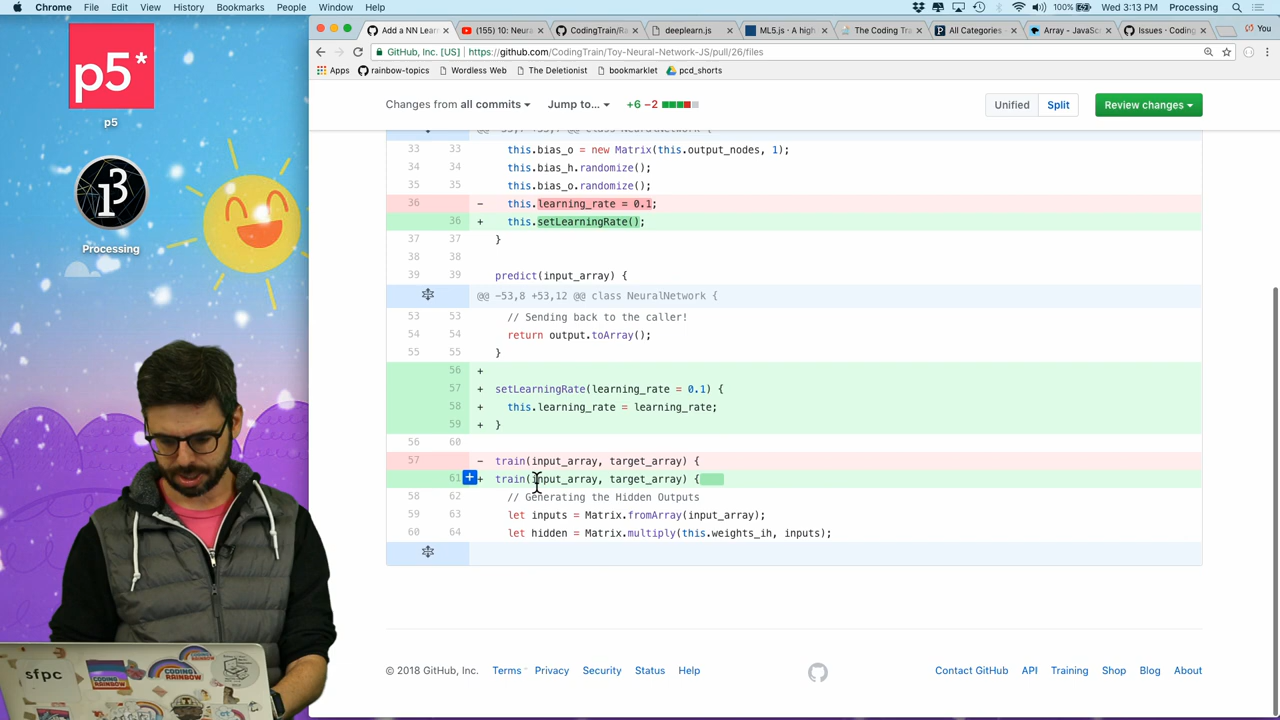 Chrome File Edit View History Bookmarks People Window Help 100% Wed 3:13 PM Processing
Add a NN Lear (155) 10: Neura CodingTrain/Ra deeplearn.js ML5.js · A high The Coding Tra All Categories Array - JavaSc Issues · Coding You
GitHub, Inc. [US] https://github.com/CodingTrain/Toy-Neural-Network-JS/pull/26/files
Apps rainbow-topics Wordless Web The Deletionist bookmarklet pcd_shorts
p5*
p5
Processing
Changes from all commits Jump to... +6 −2 Unified Split Review changes
33 33 this.bias_o = new Matrix(this.output_nodes, 1);
34 34 this.bias_h.randomize();
35 35 this.bias_o.randomize();
36 - this.learning_rate = 0.1;
36 + this.setLearningRate();
37 37 }
38 38
39 39 predict(input_array) {
@@ -53,8 +53,12 @@ class NeuralNetwork {
53 53 // Sending back to the caller!
54 54 return output.toArray();
55 55 }
56 +
57 + setLearningRate(learning_rate = 0.1) {
58 + this.learning_rate = learning_rate;
59 + }
56 60
57 - train(input_array, target_array) {
61 + train(input_array, target_array) {
58 62 // Generating the Hidden Outputs
59 63 let inputs = Matrix.fromArray(input_array);
60 64 let hidden = Matrix.multiply(this.weights_ih, inputs);
© 2018 GitHub, Inc. Terms Privacy Security Status Help Contact GitHub API Training Shop Blog About
sfpc
CODING RAINBOW